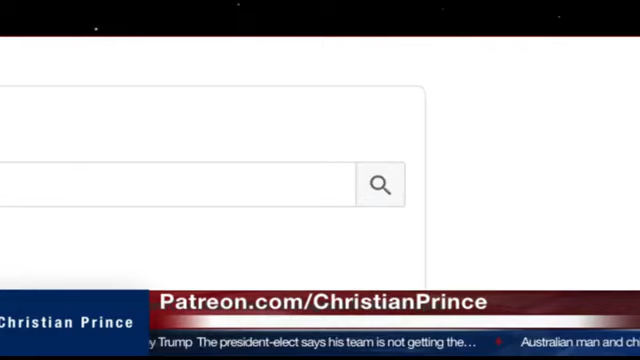 Patreon.com/ChristianPrince
Christian Prince
y Trump The president-elect says his team is not getting the... Australian man and ch